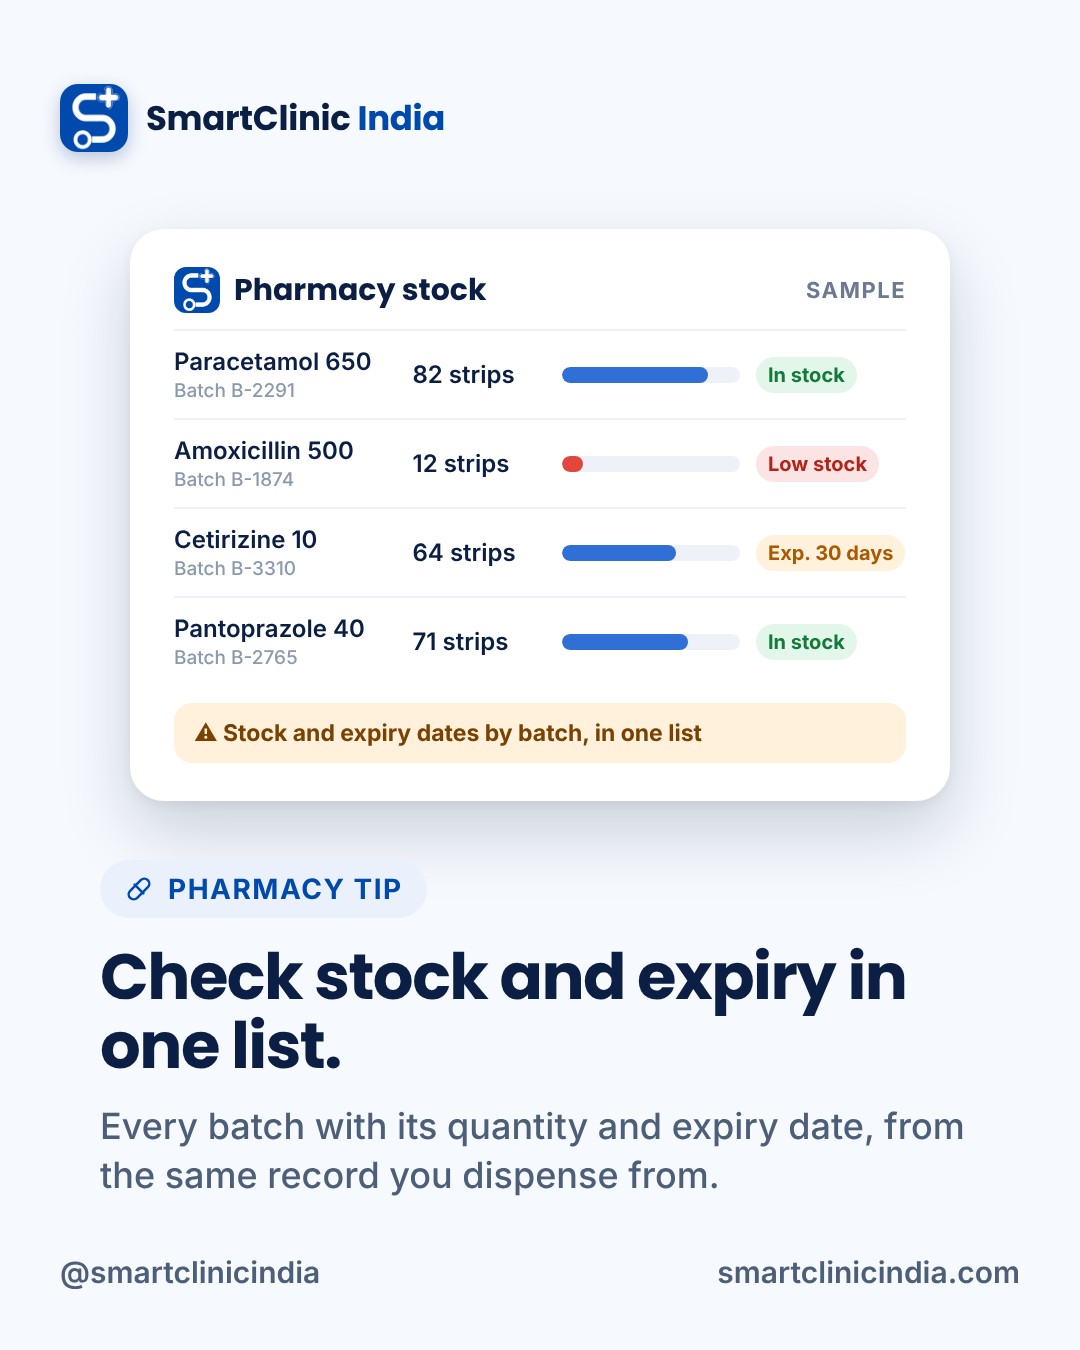 SmartClinic India
Pharmacy stock
SAMPLE
Paracetamol 650
Batch B-2291
82 strips
In stock
Amoxicillin 500
Batch B-1874
12 strips
Low stock
Cetirizine 10
Batch B-3310
64 strips
Exp. 30 days
Pantoprazole 40
Batch B-2765
71 strips
In stock
⚠ Stock and expiry dates by batch, in one list
PHARMACY TIP
Check stock and expiry in
one list.
Every batch with its quantity and expiry date, from
the same record you dispense from.
@smartclinicindia
smartclinicindia.com